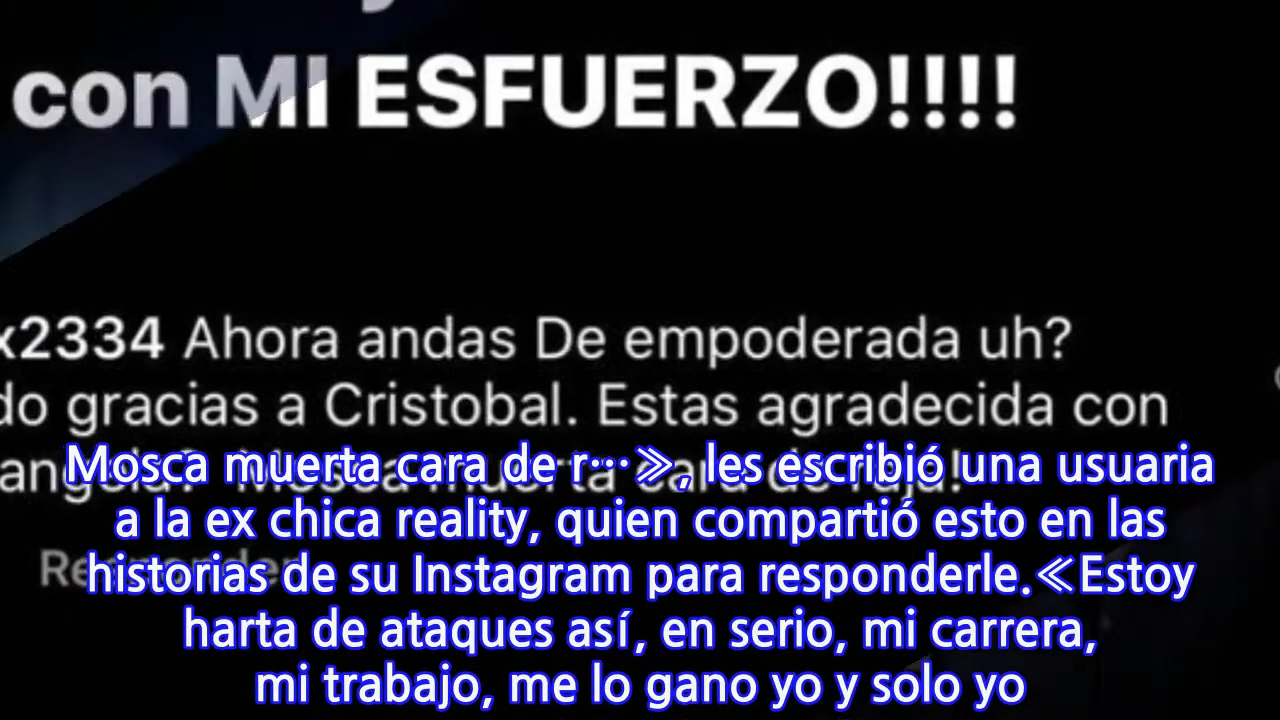 con MI ESFUERZO!!!!
x2334 Ahora andas De empoderada uh?
do gracias a Cristobal. Estas agradecida con
Mosca muerta cara de r…≫, les escribió una usuaria
a la ex chica reality, quien compartió esto en las
Responder
historias de su Instagram para responderle.≪Estoy
harta de ataques así, en serio, mi carrera,
mi trabajo, me lo gano yo y solo yo